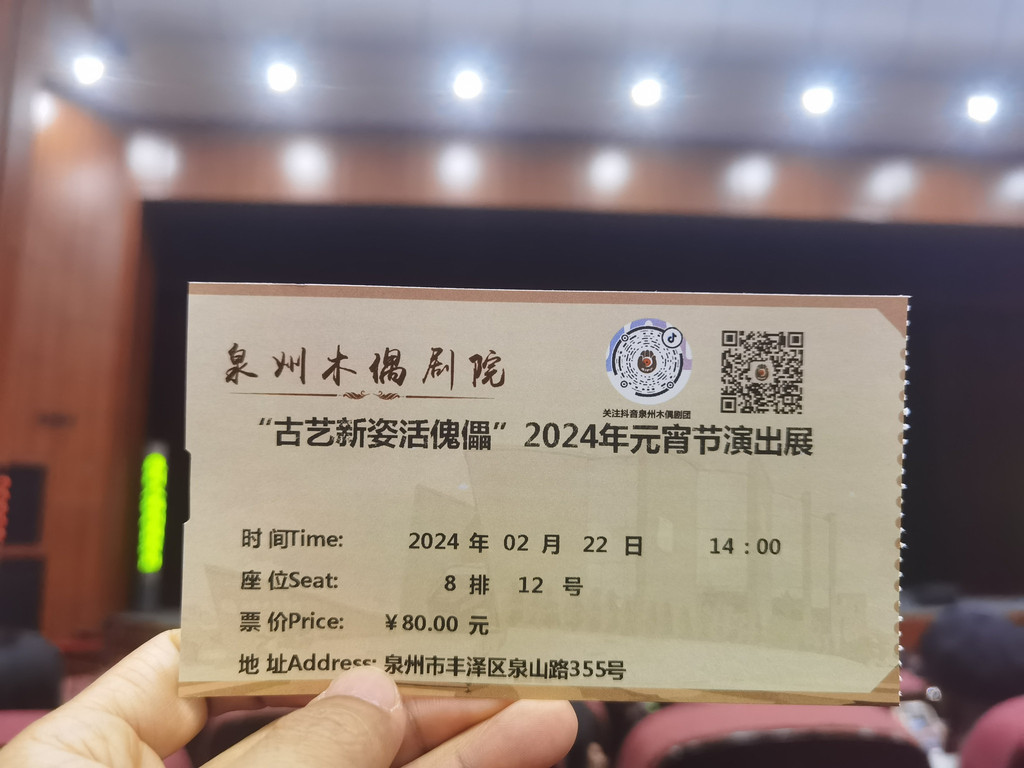 泉州木偶剧院
关注抖音泉州木偶剧团
“古艺新姿活傀儡”2024年元宵节演出展
时 间Time: 2024 年 02 月 22 日 14 : 00
座 位Seat: 8 排 12 号
票 价Price: ￥80.00 元
地 址Address: 泉州市丰泽区泉山路355号